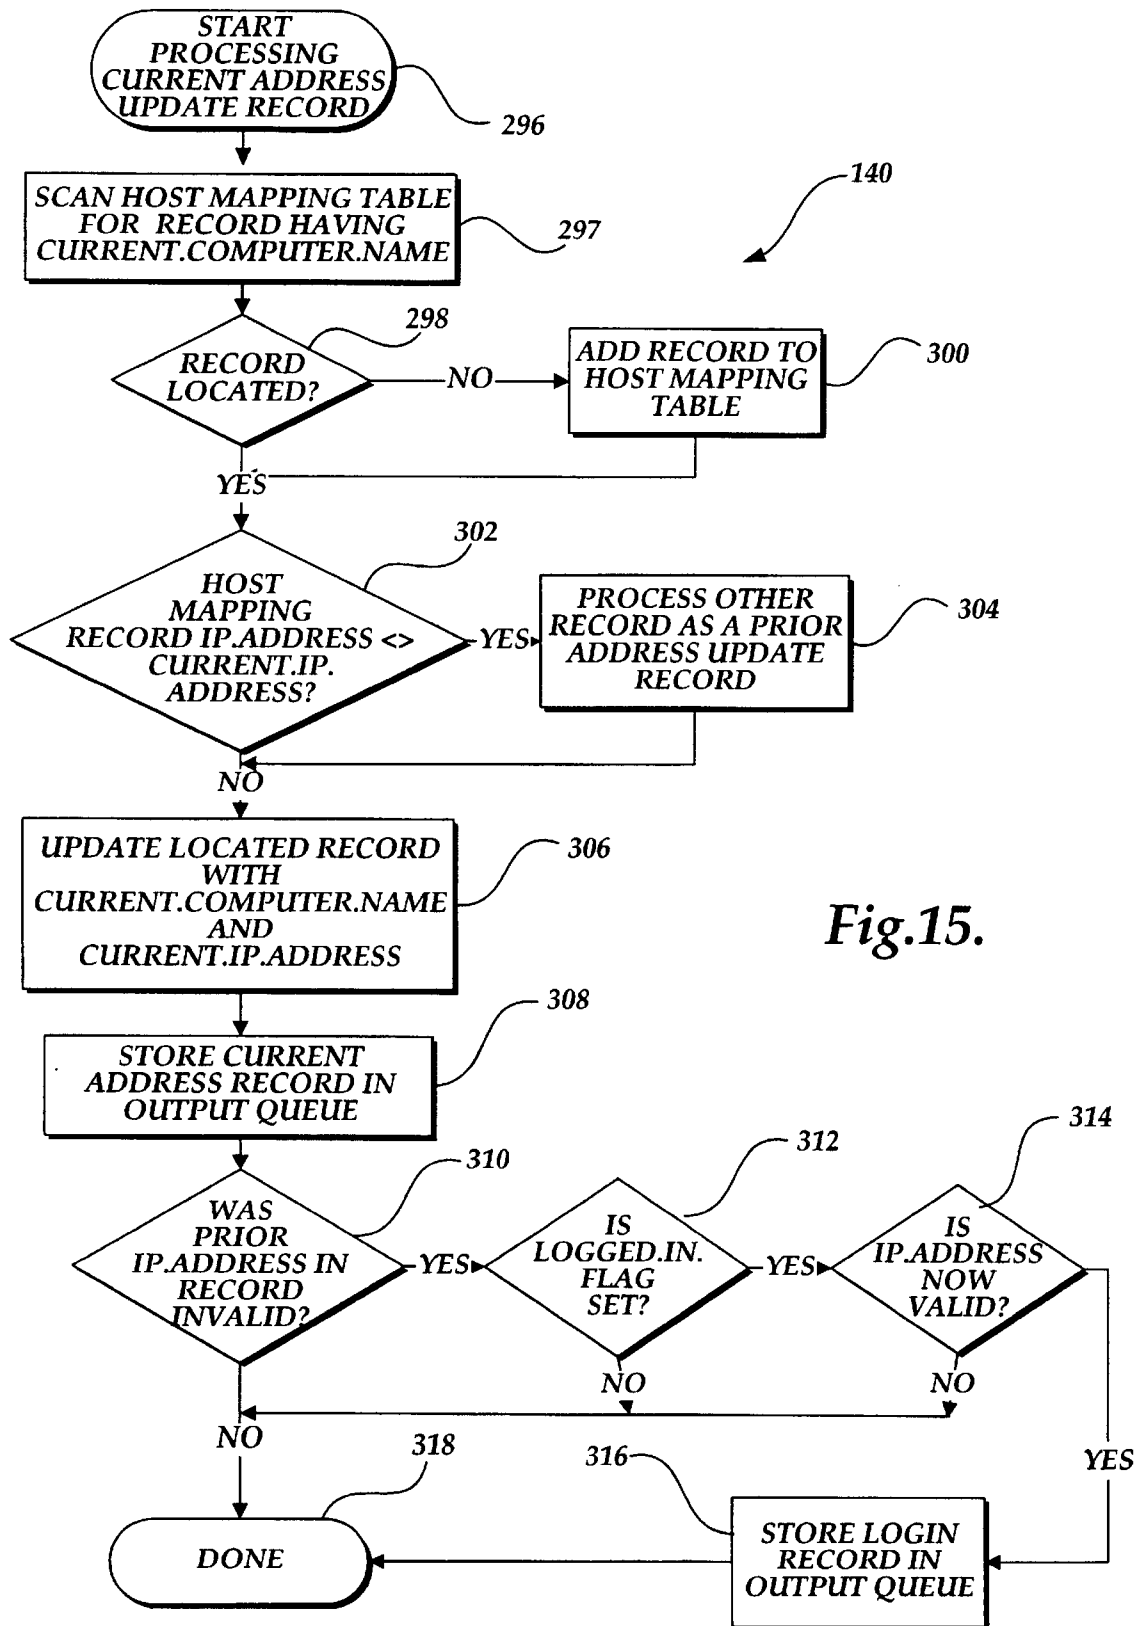 START
PROCESSING
CURRENT ADDRESS
UPDATE RECORD
296
140
SCAN HOST MAPPING TABLE
FOR RECORD HAVING
CURRENT.COMPUTER.NAME
297
298
RECORD
LOCATED?
NO
ADD RECORD TO
HOST MAPPING
TABLE
300
YES
302
HOST
MAPPING
RECORD IP.ADDRESS <>
CURRENT.IP.
ADDRESS?
YES
PROCESS OTHER
RECORD AS A PRIOR
ADDRESS UPDATE
RECORD
304
NO
UPDATE LOCATED RECORD
WITH
CURRENT.COMPUTER.NAME
AND
CURRENT.IP.ADDRESS
306
Fig.15.
STORE CURRENT
ADDRESS RECORD IN
OUTPUT QUEUE
308
310
WAS
PRIOR
IP.ADDRESS IN
RECORD
INVALID?
YES
312
IS
LOGGED.IN.
FLAG
SET?
YES
314
IS
IP.ADDRESS
NOW
VALID?
NO
NO
NO
YES
318
DONE
316
STORE LOGIN
RECORD IN
OUTPUT QUEUE